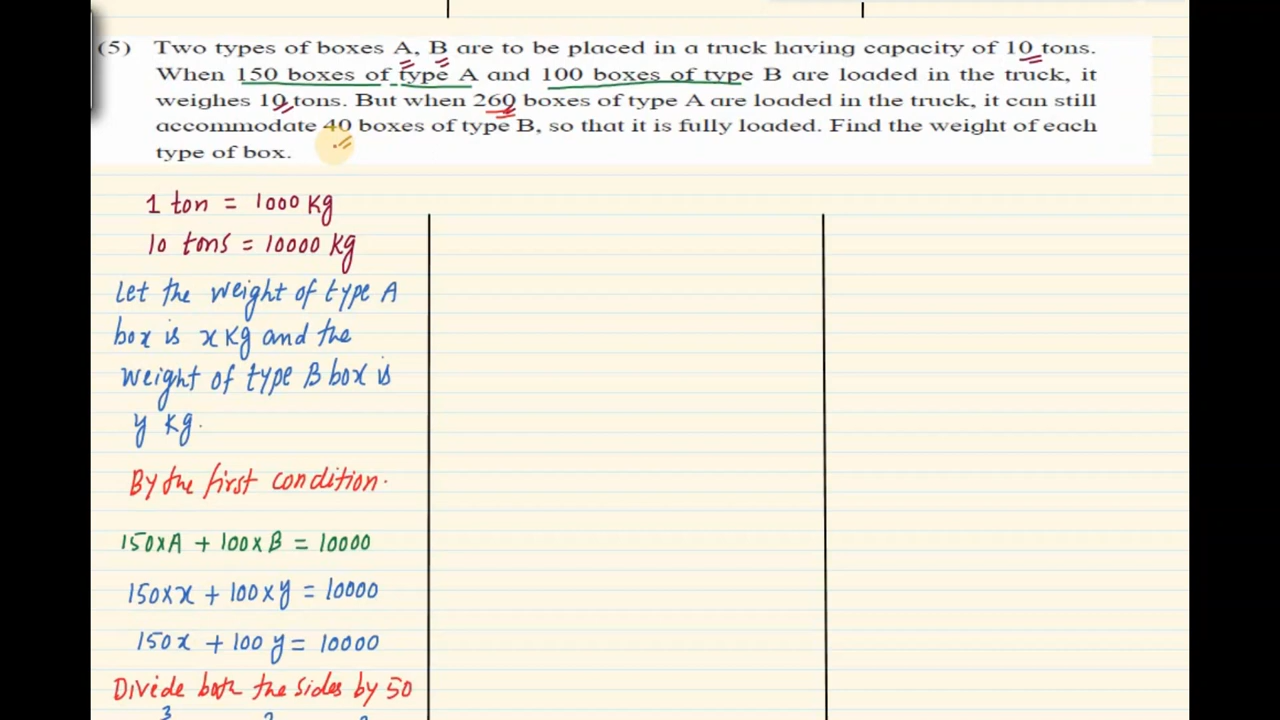 (5) Two types of boxes A, B are to be placed in a truck having capacity of 10 tons.
When 150 boxes of type A and 100 boxes of type B are loaded in the truck, it
weighes 10 tons. But when 260 boxes of type A are loaded in the truck, it can still
accommodate 40 boxes of type B, so that it is fully loaded. Find the weight of each
type of box.
1 ton = 1000 Kg
10 tons = 10000 Kg
Let the weight of type A
box is x Kg and the
weight of type B box is
y Kg.
By the first condition.
150×A + 100×B = 10000
150×x + 100×y = 10000
150x + 100y = 10000
Divide both the sides by 50